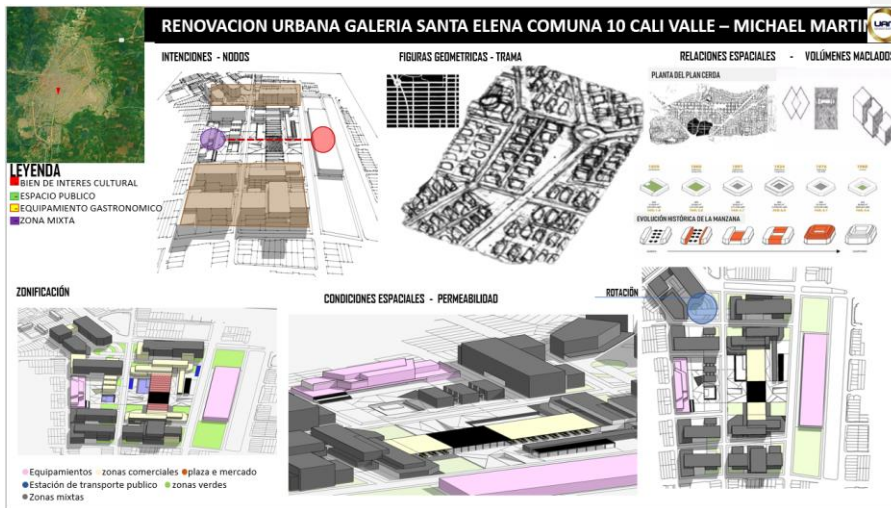 RENOVACION URBANA GALERIA SANTA ELENA COMUNA 10 CALI VALLE – MICHAEL MARTIN
INTENCIONES - NODOS
FIGURAS GEOMETRICAS - TRAMA
RELACIONES ESPACIALES - VOLÚMENES MACLADOS
PLANTA DEL PLAN CERDA
LEYENDA
BIEN DE INTERES CULTURAL
ESPACIO PUBLICO
EQUIPAMIENTO GASTRONOMICO
ZONA MIXTA
EVOLUCIÓN HISTÓRICA DE LA MANZANA
ZONIFICACIÓN
CONDICIONES ESPACIALES - PERMEABILIDAD
ROTACIÓN
Equipamientos zonas comerciales plaza e mercado
Estación de transporte publico zonas verdes
Zonas mixtas